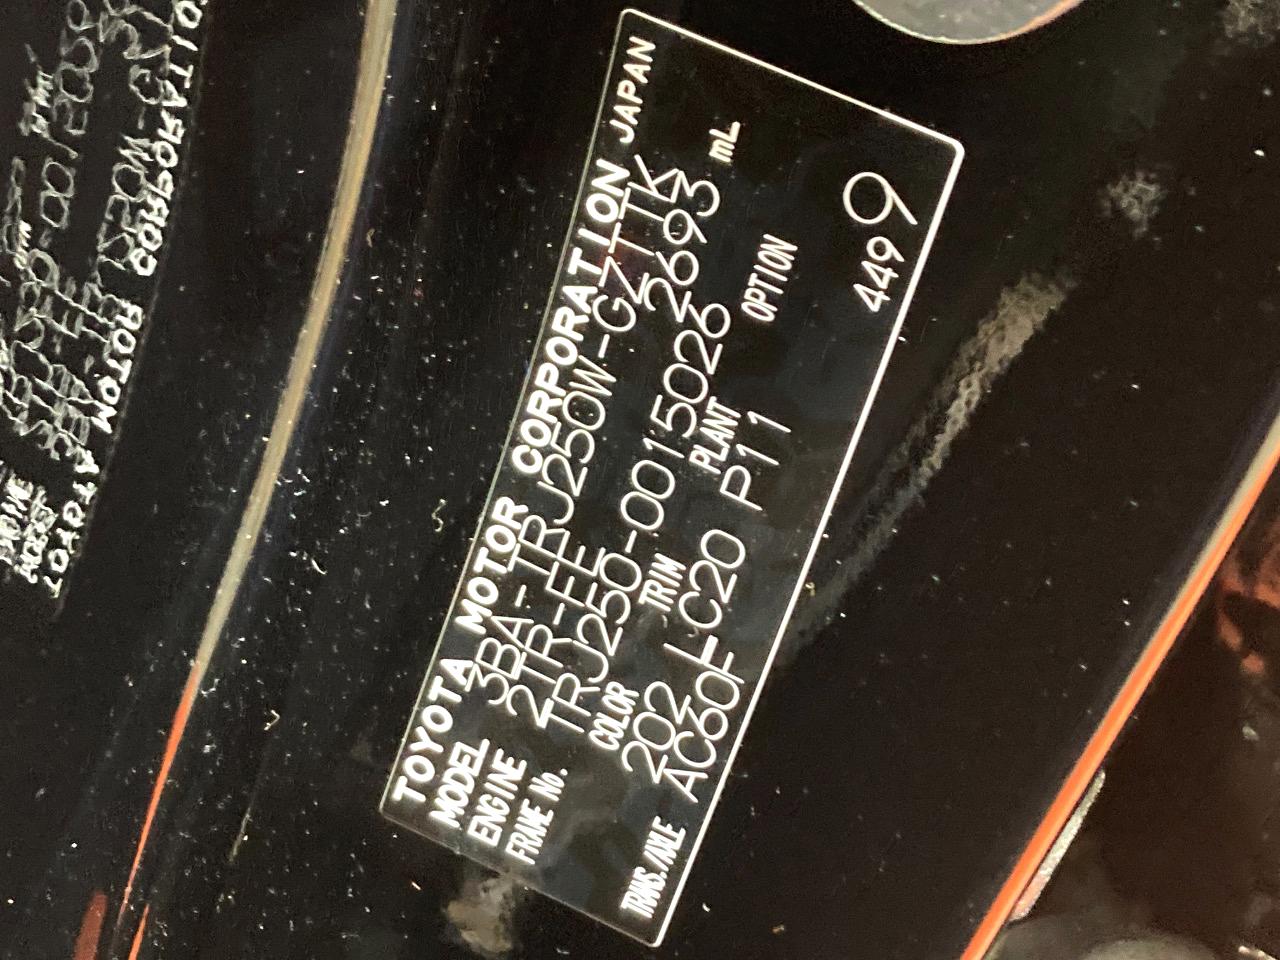 TOYOTA MOTOR CORPORATION JAPAN
MODEL 3BA-TRJ250W-GZTTK
ENGINE 2TR-FE 2693 mL
FRAME No. TRJ250-0015026
COLOR TRIM PLANT OPTION
202 LC20 P11
TRANS./AXLE AC60F
4499